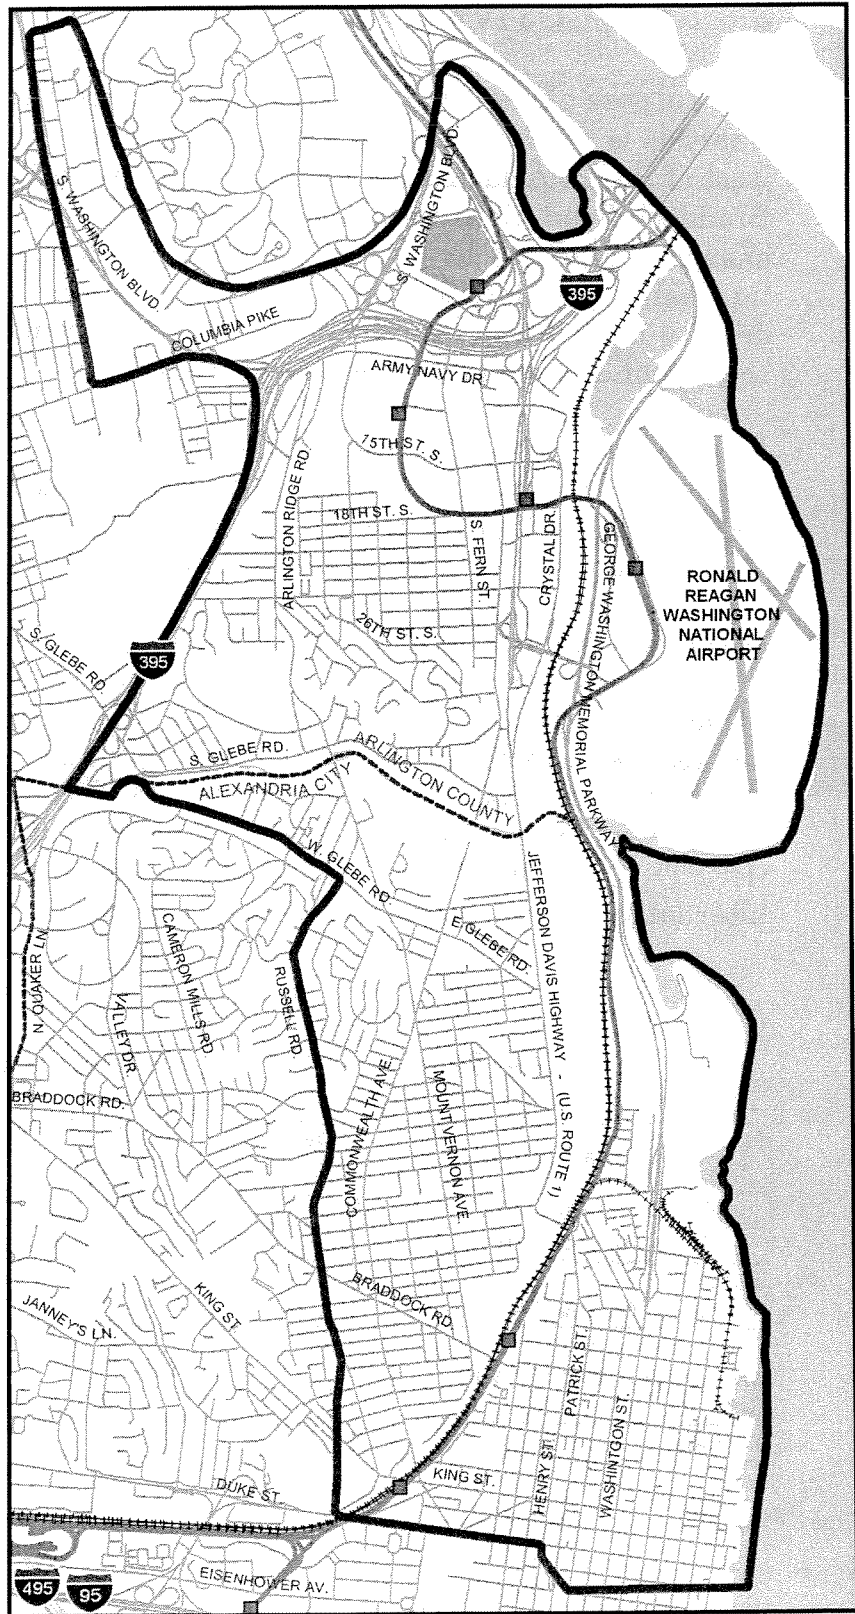 S. WASHINGTON BLVD.
S. WASHINGTON BLVD.
395
COLUMBIA PIKE
ARMY NAVY DR.
15TH ST. S.
ARLINGTON RIDGE RD.
18TH ST. S.
S. FERN ST.
CRYSTAL DR.
GEORGE WASHINGTON MEMORIAL PARKWAY
RONALD
REAGAN
WASHINGTON
NATIONAL
AIRPORT
26TH ST. S.
S. GLEBE RD.
395
S. GLEBE RD.
ARLINGTON COUNTY
ALEXANDRIA CITY
W. GLEBE RD.
E. GLEBE RD.
JEFFERSON DAVIS HIGHWAY - (U.S. ROUTE 1)
N. QUAKER LN.
CAMERON MILLS RD
VALLEY DR.
RUSSELL RD.
BRADDOCK RD.
COMMONWEALTH AVE.
MOUNT VERNON AVE.
BRADDOCK RD.
KING ST.
JANNEY'S LN.
PATRICK ST.
WASHINTGON ST.
HENRY ST.
KING ST.
DUKE ST.
EISENHOWER AV.
495
95